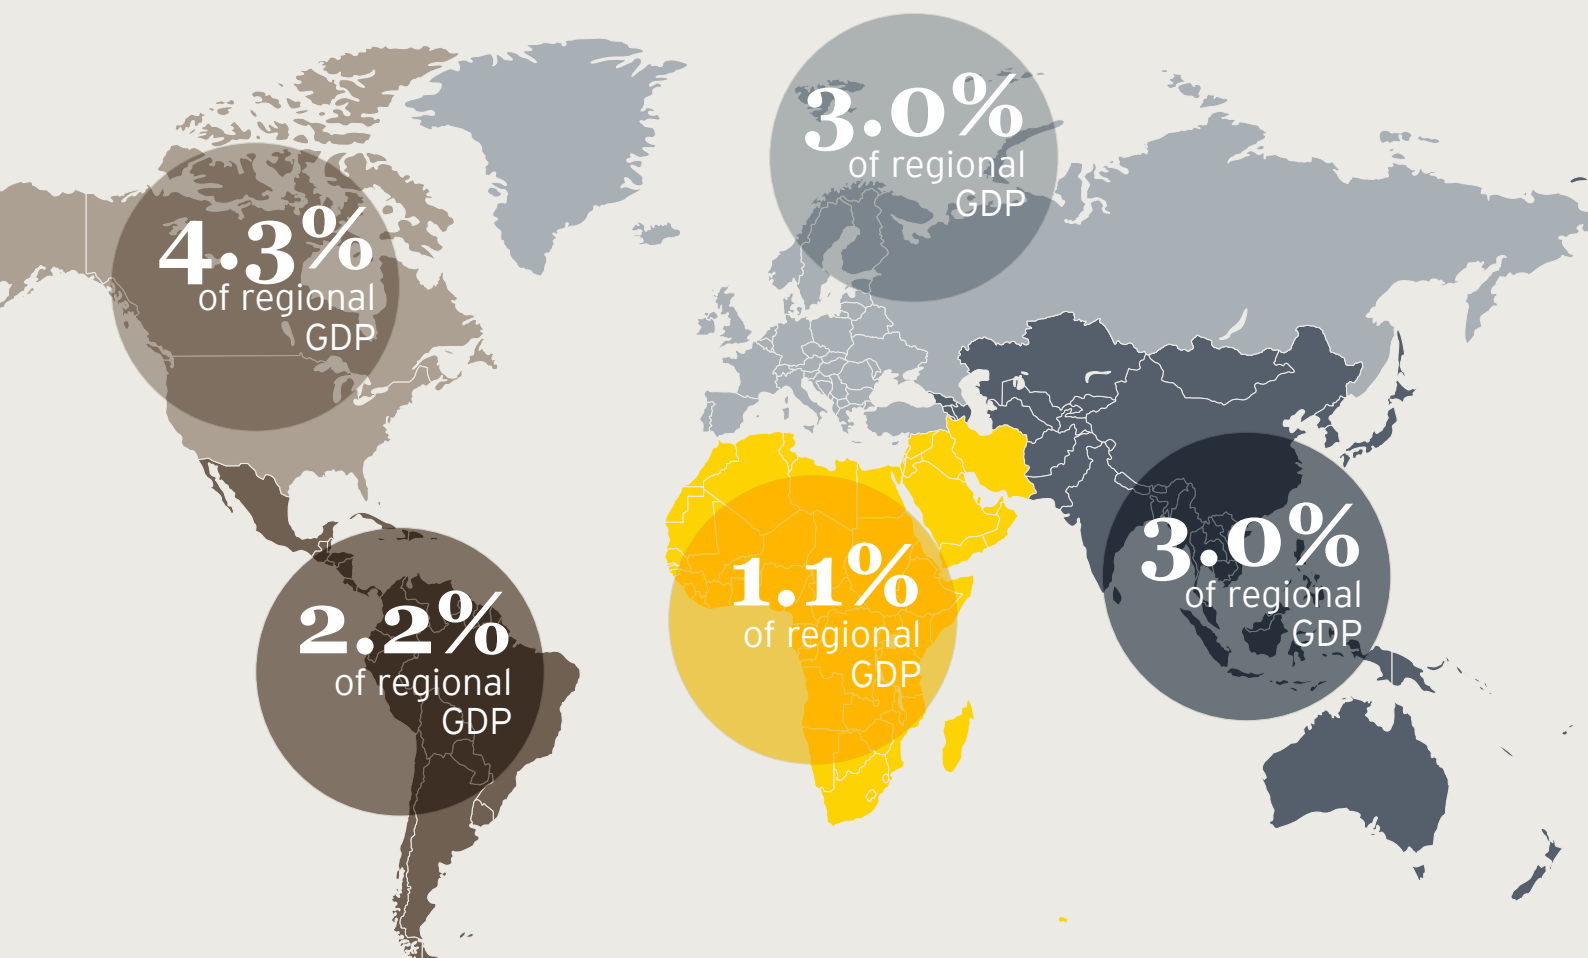 3.0%
of regional
GDP
4.3%
of regional
GDP
3.0%
of regional
GDP
1.1%
of regional
GDP
2.2%
of regional
GDP